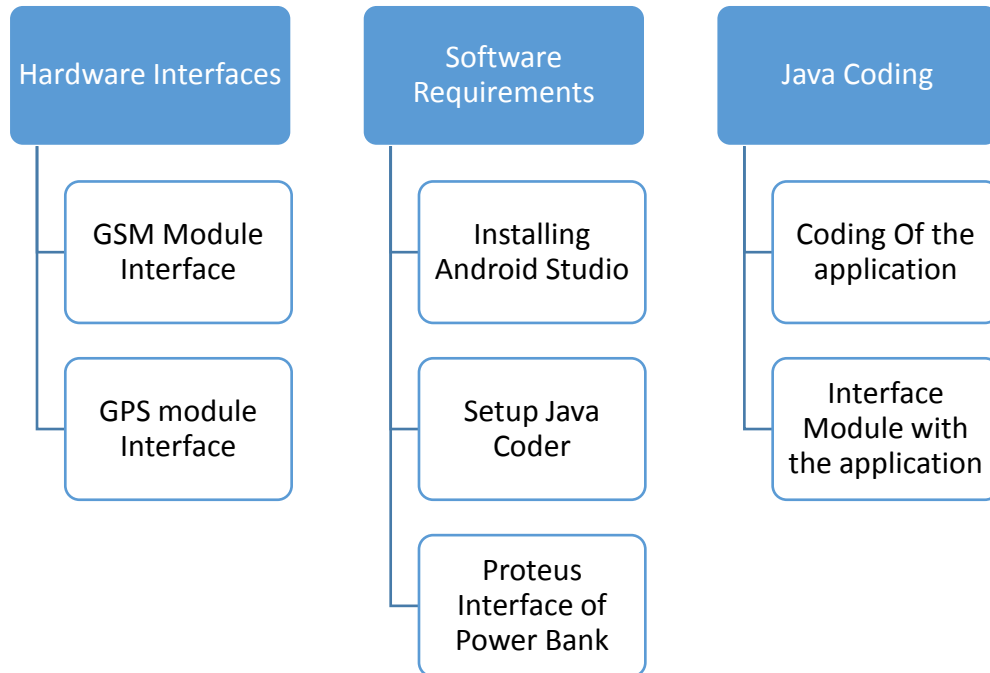 Hardware Interfaces
GSM Module
Interface
GPS module
Interface
Software
Requirements
Installing
Android Studio
Setup Java
Coder
Proteus
Interface of
Power Bank
Java Coding
Coding Of the
application
Interface
Module with
the application